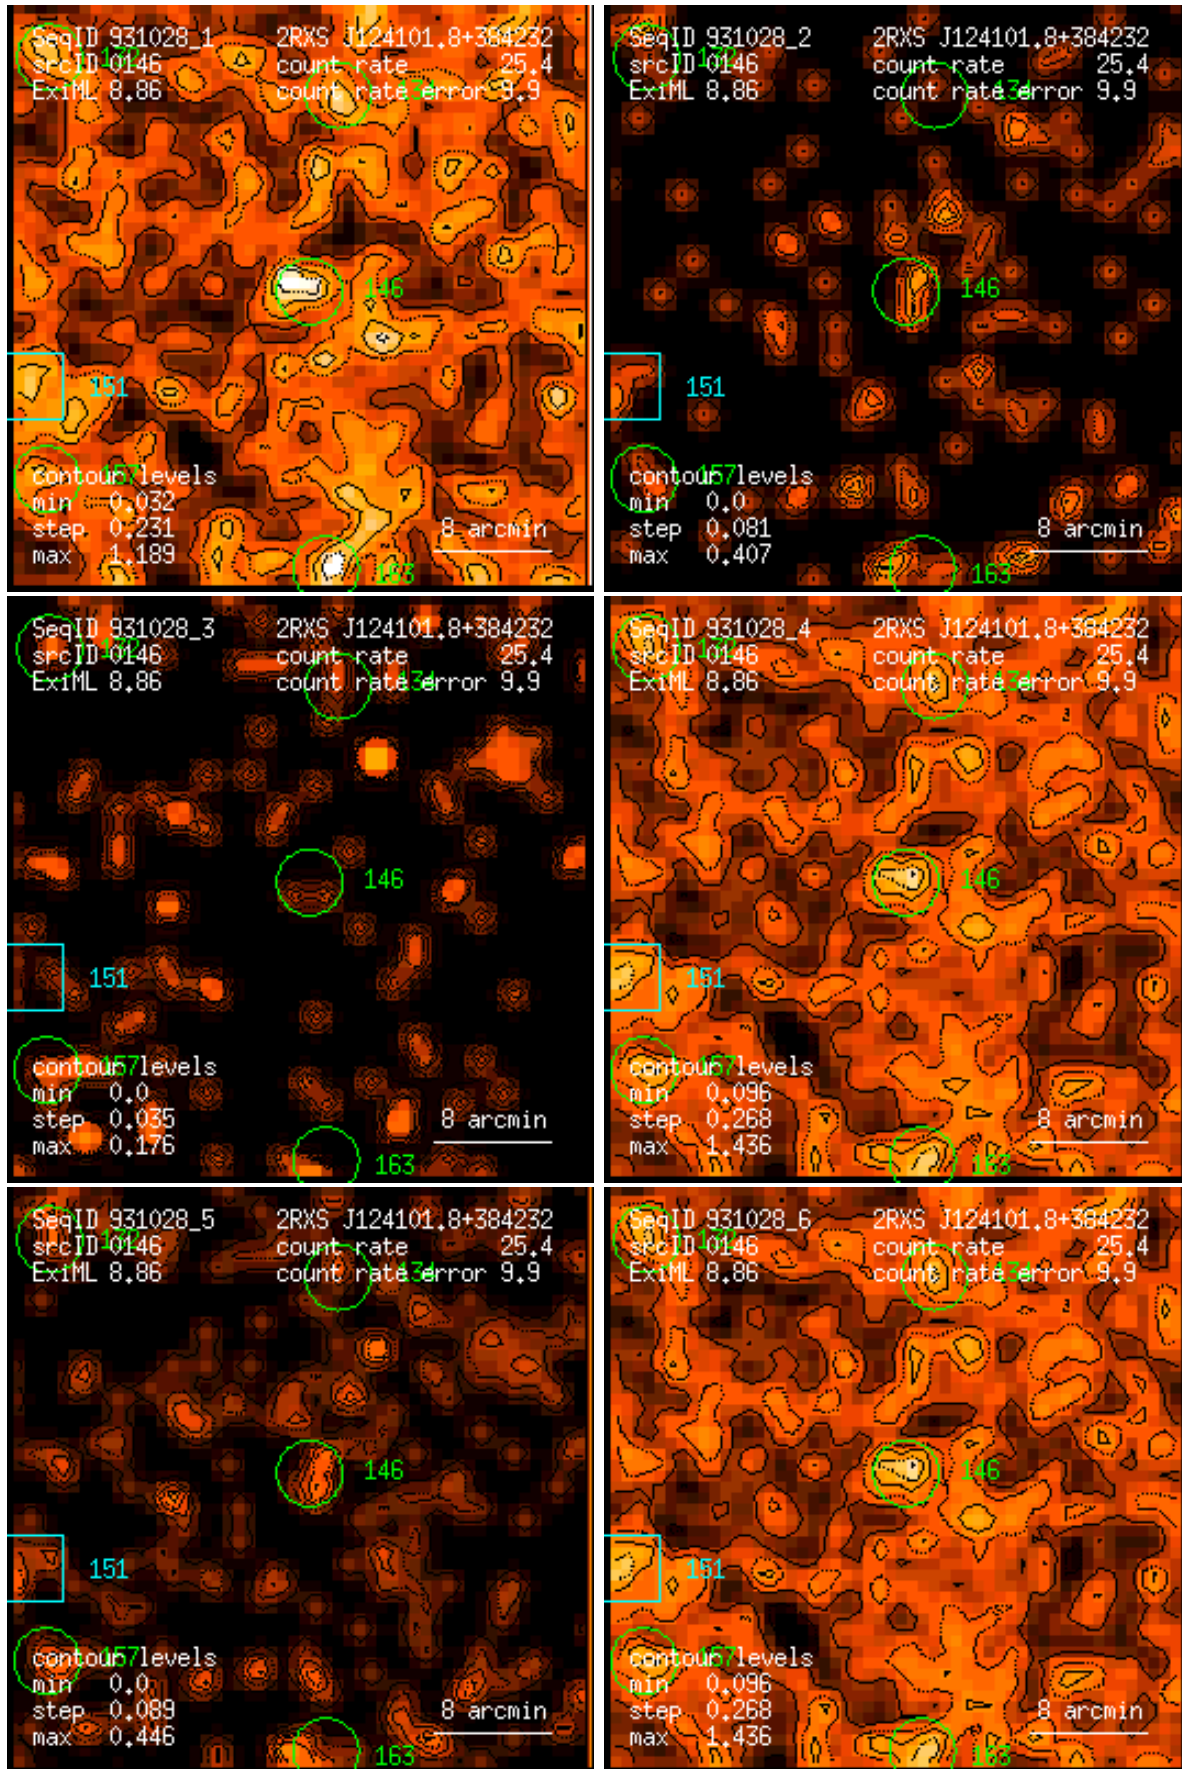 SeqID 931028_1 2RXS J124101.8+384232
srcID 0146 count rate 25.4
ExiML 8.86 count rate error 9.9
146
151
contour levels
min 0.032
step 0.231
max 1.189
157
8 arcmin
163
SeqID 931028_2 2RXS J124101.8+384232
srcID 0146 count rate 25.4
ExiML 8.86 count rate error 9.9
146
151
contour levels
min 0.0
step 0.081
max 0.407
157
8 arcmin
163
SeqID 931028_3 2RXS J124101.8+384232
srcID 0146 count rate 25.4
ExiML 8.86 count rate error 9.9
146
151
contour levels
min 0.0
step 0.035
max 0.176
157
8 arcmin
163
SeqID 931028_4 2RXS J124101.8+384232
srcID 0146 count rate 25.4
ExiML 8.86 count rate error 9.9
146
151
contour levels
min 0.096
step 0.268
max 1.436
157
8 arcmin
163
SeqID 931028_5 2RXS J124101.8+384232
srcID 0146 count rate 25.4
ExiML 8.86 count rate error 9.9
146
151
contour levels
min 0.0
step 0.089
max 0.446
157
8 arcmin
163
SeqID 931028_6 2RXS J124101.8+384232
srcID 0146 count rate 25.4
ExiML 8.86 count rate error 9.9
146
151
contour levels
min 0.096
step 0.268
max 1.436
157
8 arcmin
163